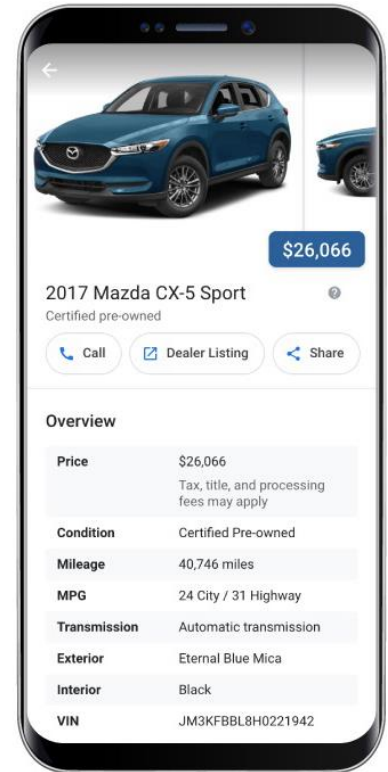 $26,066
2017 Mazda CX-5 Sport
Certified pre-owned
Call Dealer Listing Share
Overview
Price $26,066
Tax, title, and processing
fees may apply
Condition Certified Pre-owned
Mileage 40,746 miles
MPG 24 City / 31 Highway
Transmission Automatic transmission
Exterior Eternal Blue Mica
Interior Black
VIN JM3KFBBL8H0221942